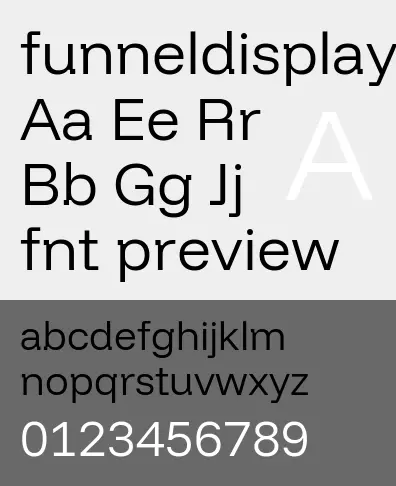 funneldisplay
Aa Ee Rr
A
Bb Gg Jj
fnt preview
abcdefghijklm
nopqrstuvwxyz
0123456789